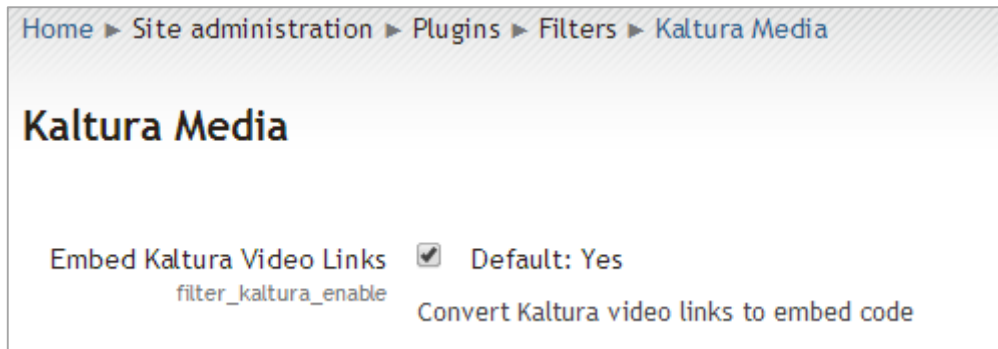 Home ► Site administration ► Plugins ► Filters ► Kaltura Media
Kaltura Media
Embed Kaltura Video Links Default: Yes
filter_kaltura_enable
Convert Kaltura video links to embed code